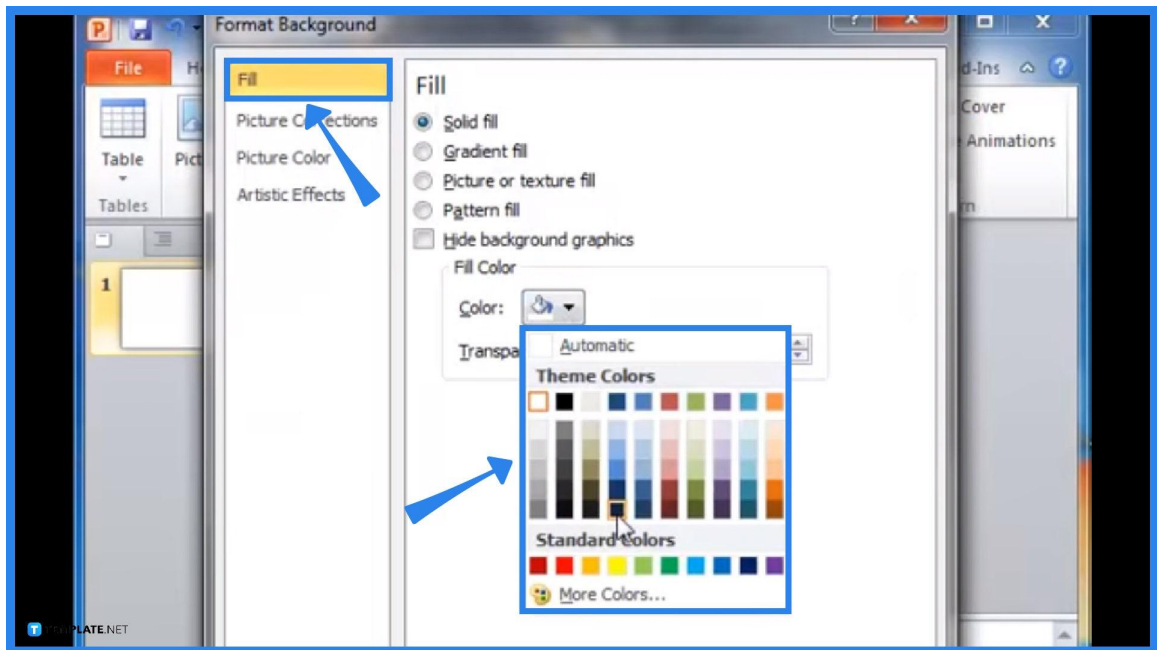 Format Background
File
d-Ins
Fill
Picture Corrections
Picture Color
Artistic Effects
Fill
Solid fill
Gradient fill
Picture or texture fill
Pattern fill
Hide background graphics
Fill Color
Color:
Transpa
Automatic
Theme Colors
Standard Colors
More Colors...
Table
Pict
Tables
Cover
Animations
1
TEMPLATE.NET